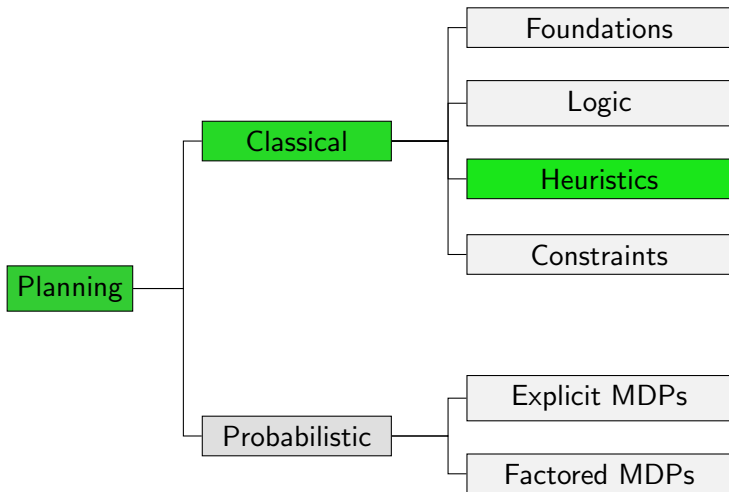 Planning
Classical
Foundations
Logic
Heuristics
Constraints
Probabilistic
Explicit MDPs
Factored MDPs